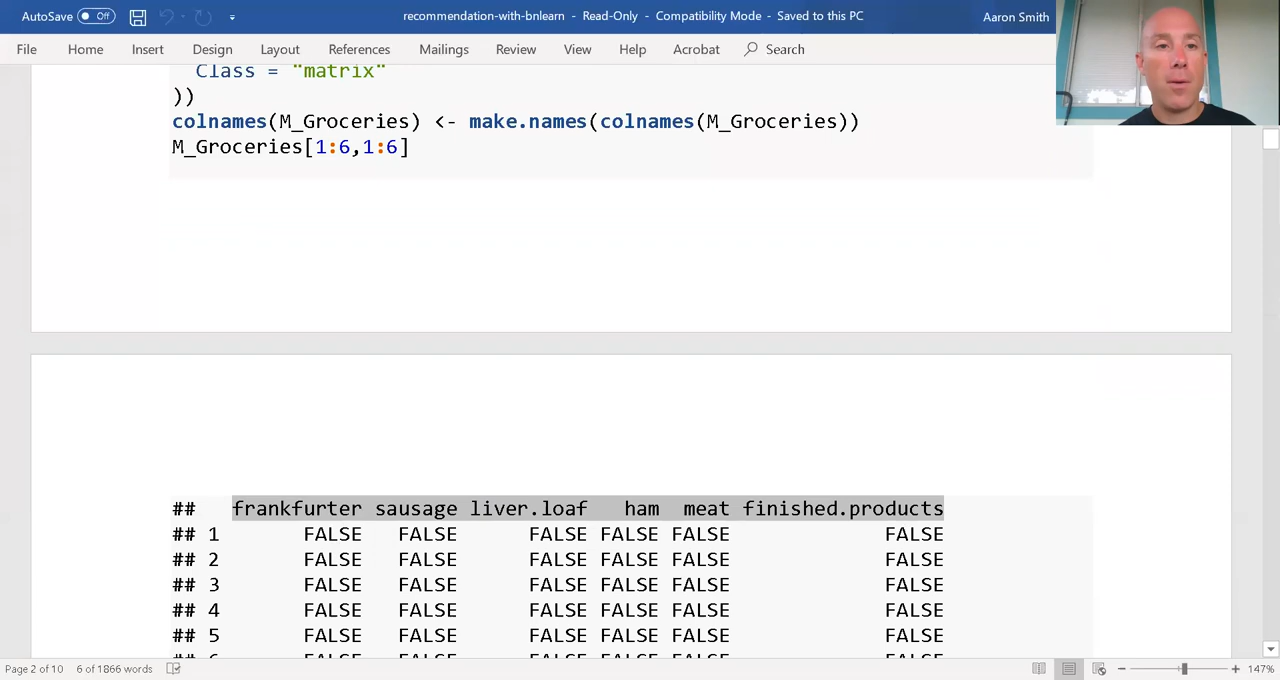 AutoSave Off
recommendation-with-bnlearn - Read-Only - Compatibility Mode - Saved to this PC
Aaron Smith
File Home Insert Design Layout References Mailings Review View Help Acrobat Search
Class = "matrix"
))
colnames(M_Groceries) <- make.names(colnames(M_Groceries))
M_Groceries[1:6,1:6]
## frankfurter sausage liver.loaf ham meat finished.products
## 1 FALSE FALSE FALSE FALSE FALSE FALSE
## 2 FALSE FALSE FALSE FALSE FALSE FALSE
## 3 FALSE FALSE FALSE FALSE FALSE FALSE
## 4 FALSE FALSE FALSE FALSE FALSE FALSE
## 5 FALSE FALSE FALSE FALSE FALSE FALSE
Page 2 of 10 6 of 1866 words 147%